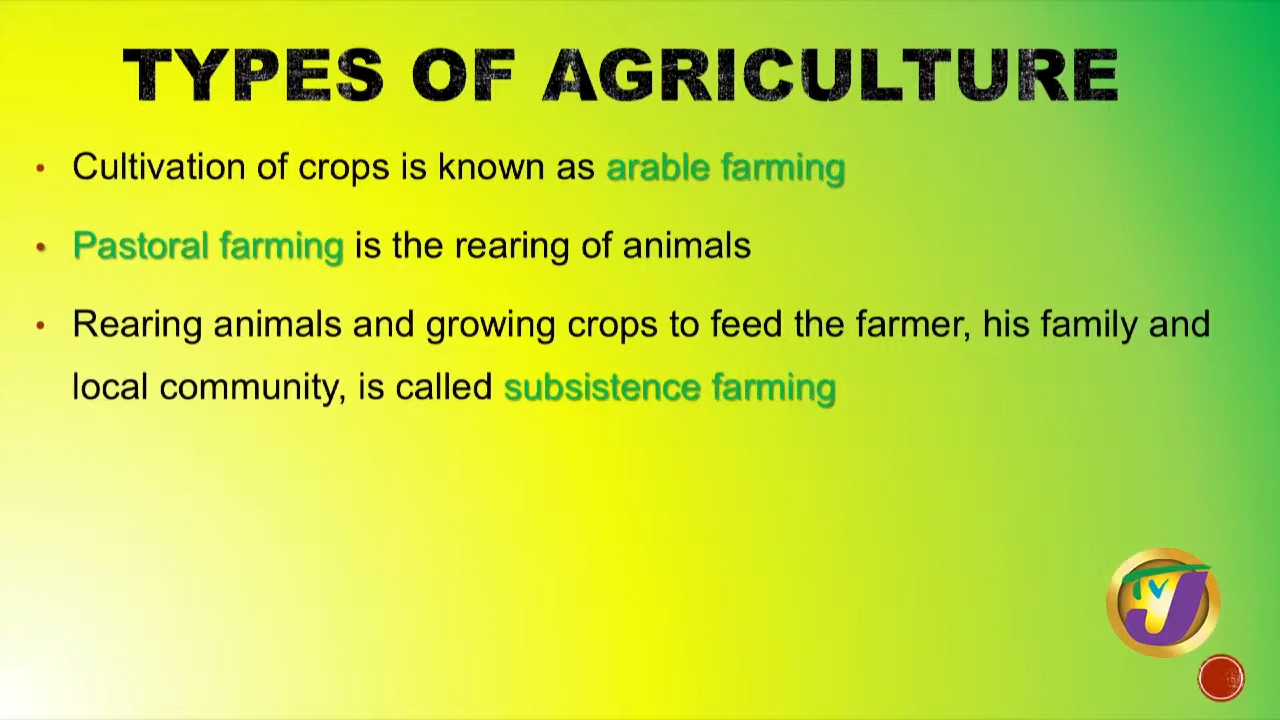 TYPES OF AGRICULTURE
• Cultivation of crops is known as arable farming
• Pastoral farming is the rearing of animals
• Rearing animals and growing crops to feed the farmer, his family and
local community, is called subsistence farming
TVJ